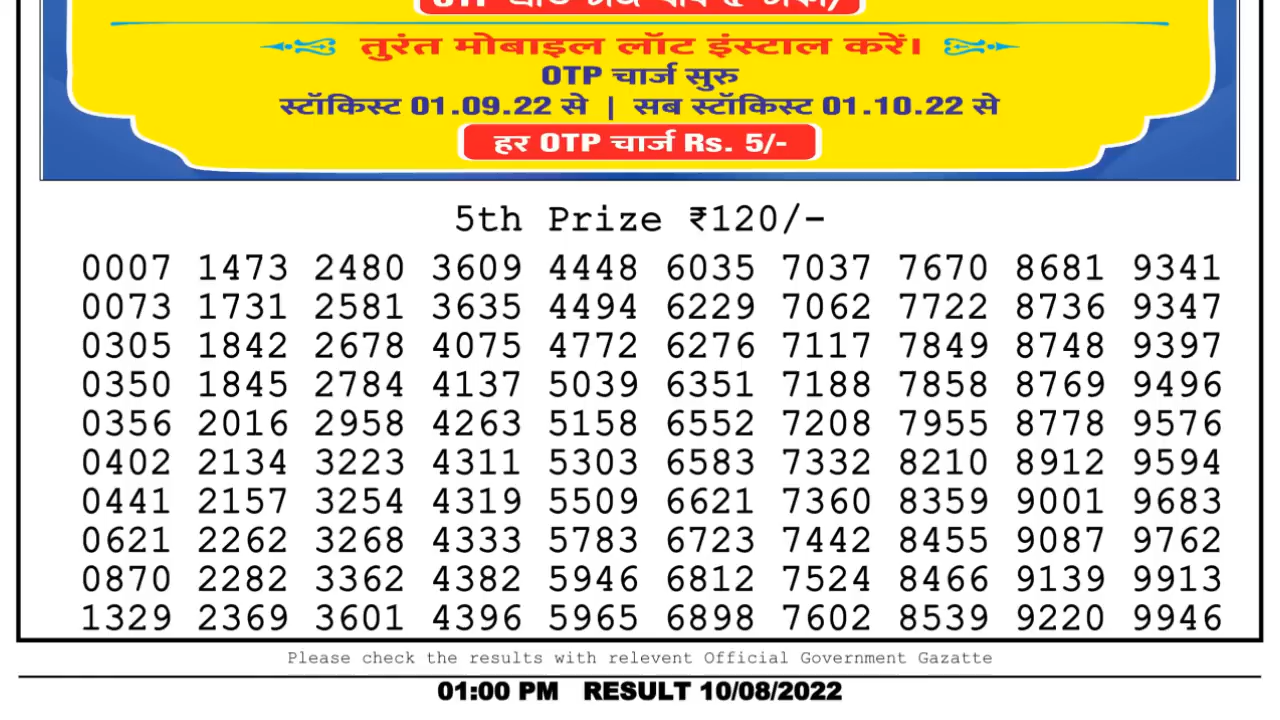 तुरंत मोबाइल लॉट इंस्टाल करें।
OTP चार्ज सुरु
स्टॉकिस्ट 01.09.22 से | सब स्टॉकिस्ट 01.10.22 से
हर OTP चार्ज Rs. 5/-
5th Prize ₹120/-
0007 1473 2480 3609 4448 6035 7037 7670 8681 9341
0073 1731 2581 3635 4494 6229 7062 7722 8736 9347
0305 1842 2678 4075 4772 6276 7117 7849 8748 9397
0350 1845 2784 4137 5039 6351 7188 7858 8769 9496
0356 2016 2958 4263 5158 6552 7208 7955 8778 9576
0402 2134 3223 4311 5303 6583 7332 8210 8912 9594
0441 2157 3254 4319 5509 6621 7360 8359 9001 9683
0621 2262 3268 4333 5783 6723 7442 8455 9087 9762
0870 2282 3362 4382 5946 6812 7524 8466 9139 9913
1329 2369 3601 4396 5965 6898 7602 8539 9220 9946
Please check the results with relevent Official Government Gazatte
01:00 PM RESULT 10/08/2022